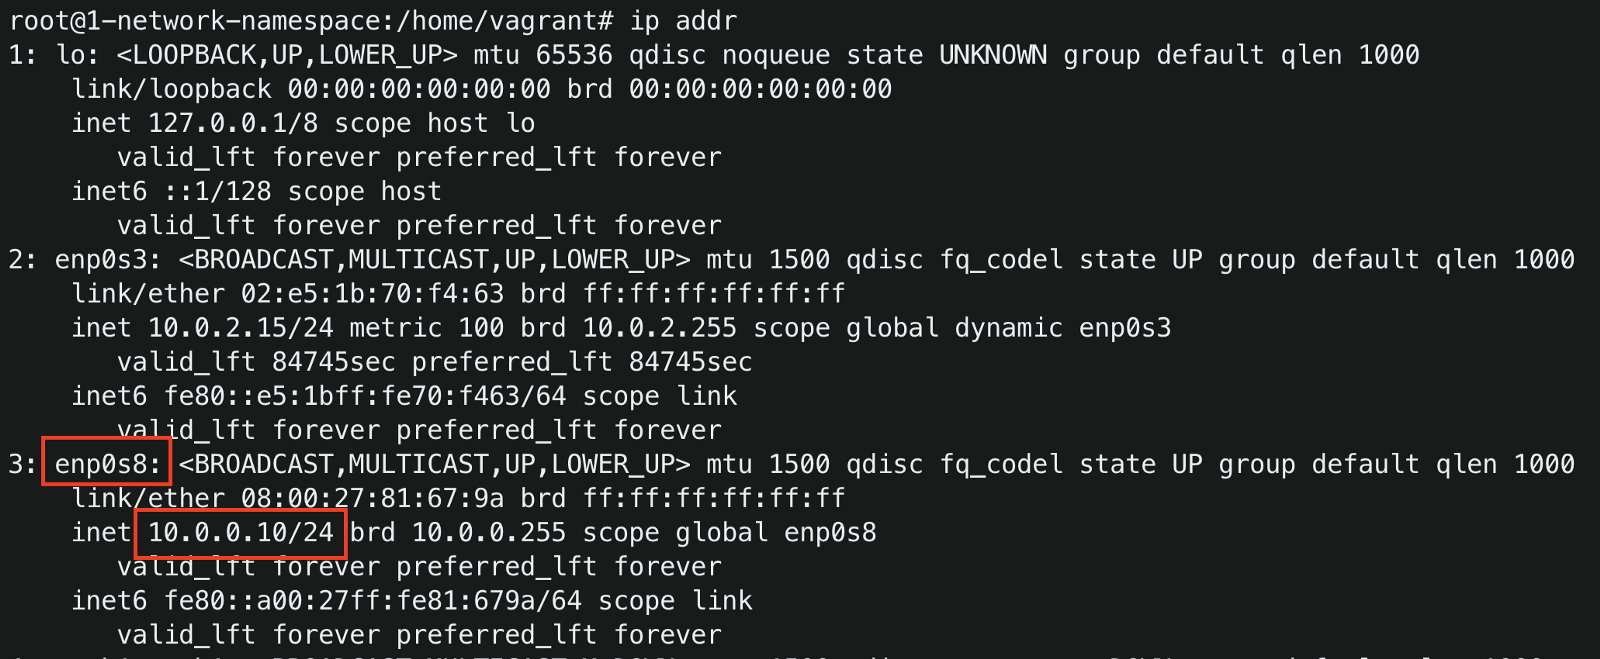 root@1-network-namespace:/home/vagrant# ip addr
1: lo: <LOOPBACK,UP,LOWER_UP> mtu 65536 qdisc noqueue state UNKNOWN group default qlen 1000
    link/loopback 00:00:00:00:00:00 brd 00:00:00:00:00:00
    inet 127.0.0.1/8 scope host lo
       valid_lft forever preferred_lft forever
    inet6 ::1/128 scope host
       valid_lft forever preferred_lft forever
2: enp0s3: <BROADCAST,MULTICAST,UP,LOWER_UP> mtu 1500 qdisc fq_codel state UP group default qlen 1000
    link/ether 02:e5:1b:70:f4:63 brd ff:ff:ff:ff:ff:ff
    inet 10.0.2.15/24 metric 100 brd 10.0.2.255 scope global dynamic enp0s3
       valid_lft 84745sec preferred_lft 84745sec
    inet6 fe80::e5:1bff:fe70:f463/64 scope link
       valid_lft forever preferred_lft forever
3: enp0s8: <BROADCAST,MULTICAST,UP,LOWER_UP> mtu 1500 qdisc fq_codel state UP group default qlen 1000
    link/ether 08:00:27:81:67:9a brd ff:ff:ff:ff:ff:ff
    inet 10.0.0.10/24 brd 10.0.0.255 scope global enp0s8
       valid_lft forever preferred_lft forever
    inet6 fe80::a00:27ff:fe81:679a/64 scope link
       valid_lft forever preferred_lft forever